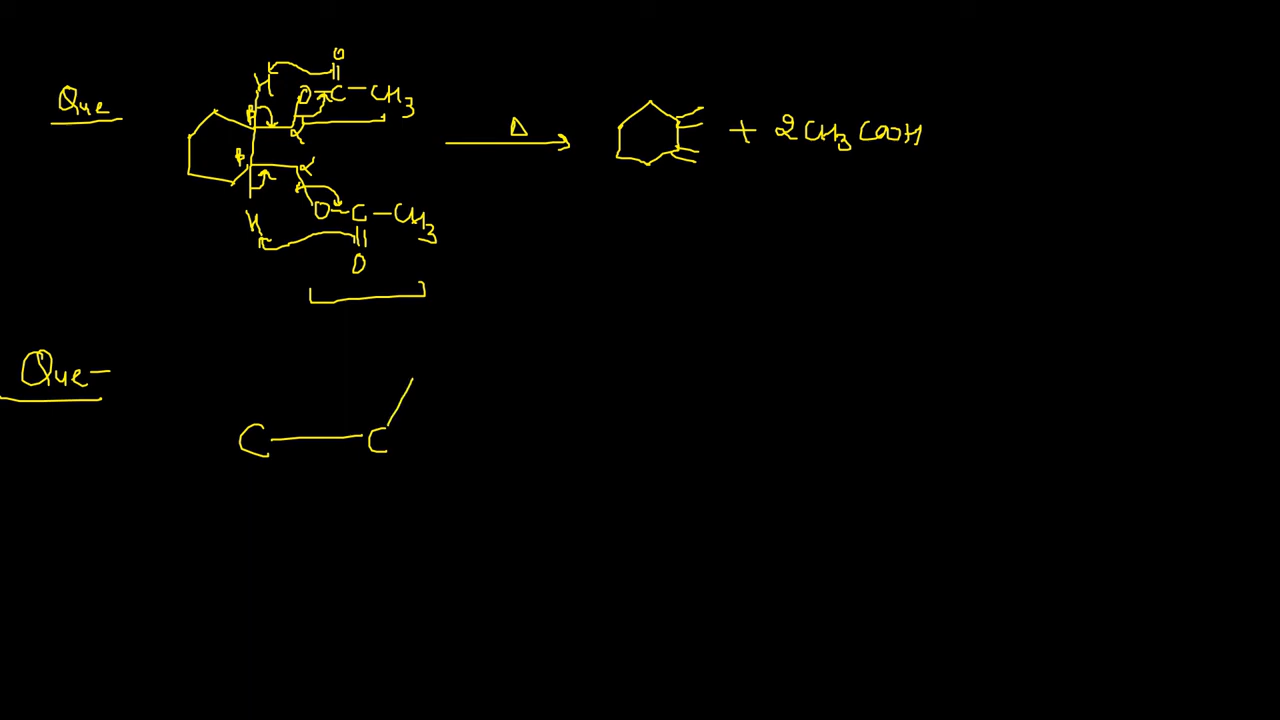 O
H O-C-CH3
Que β α Δ + 2CH3COOH
β α
H O-C-CH3
O
Que-
C C